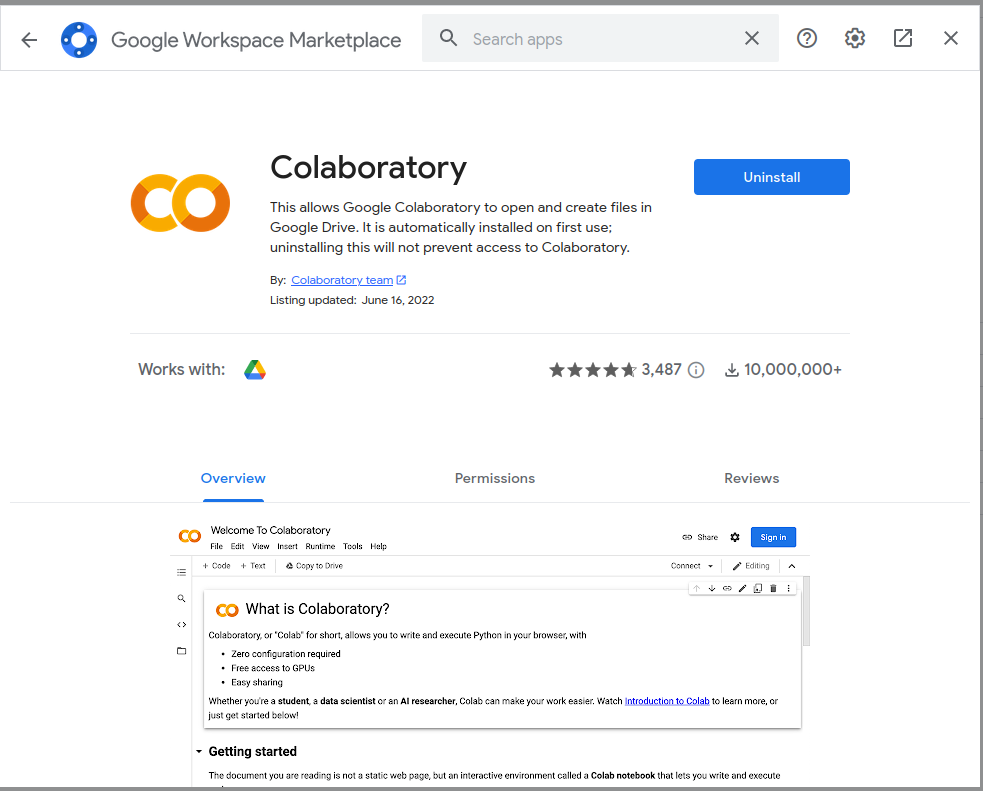 Google Workspace Marketplace
Search apps
Colaboratory
Uninstall
This allows Google Colaboratory to open and create files in
Google Drive. It is automatically installed on first use;
uninstalling this will not prevent access to Colaboratory.
By: Colaboratory team
Listing updated: June 16, 2022
Works with:
3,487
10,000,000+
Overview
Permissions
Reviews
Welcome To Colaboratory
File Edit View Insert Runtime Tools Help
Share
Sign in
+ Code + Text Copy to Drive
Connect
Editing
What is Colaboratory?
Colaboratory, or "Colab" for short, allows you to write and execute Python in your browser, with
• Zero configuration required
• Free access to GPUs
• Easy sharing
Whether you're a student, a data scientist or an AI researcher, Colab can make your work easier. Watch Introduction to Colab to learn more, or
just get started below!
Getting started
The document you are reading is not a static web page, but an interactive environment called a Colab notebook that lets you write and execute